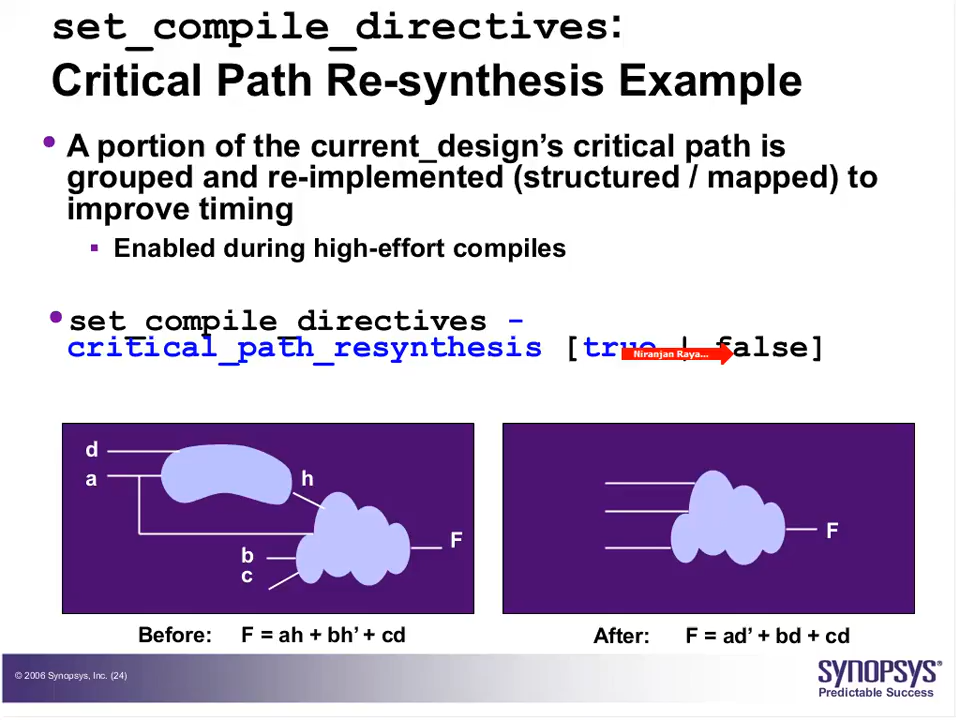 set_compile_directives:
Critical Path Re-synthesis Example
• A portion of the current_design’s critical path is
grouped and re-implemented (structured / mapped) to
improve timing
▪ Enabled during high-effort compiles
• set_compile_directives -
critical_path_resynthesis [true | false]
Niranjan Raya...
d
a
h
b
c
F
F
Before: F = ah + bh’ + cd
After: F = ad’ + bd + cd
© 2006 Synopsys, Inc. (24)
SYNOPSYS®
Predictable Success